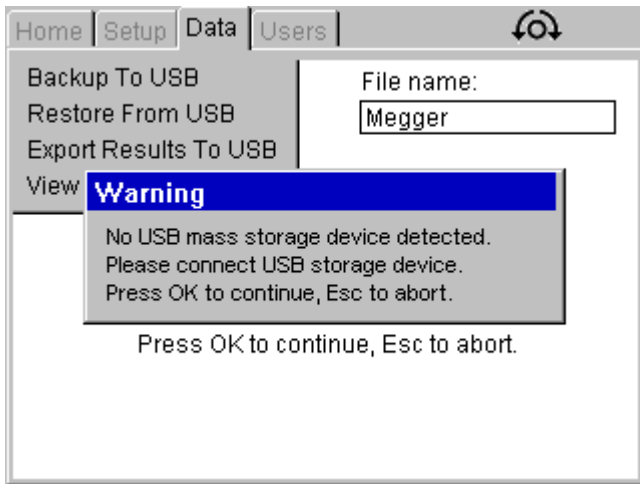 Home Setup Data Users
Backup To USB
Restore From USB
Export Results To USB
View
File name:
Megger
Warning
No USB mass storage device detected.
Please connect USB storage device.
Press OK to continue, Esc to abort.
Press OK to continue, Esc to abort.